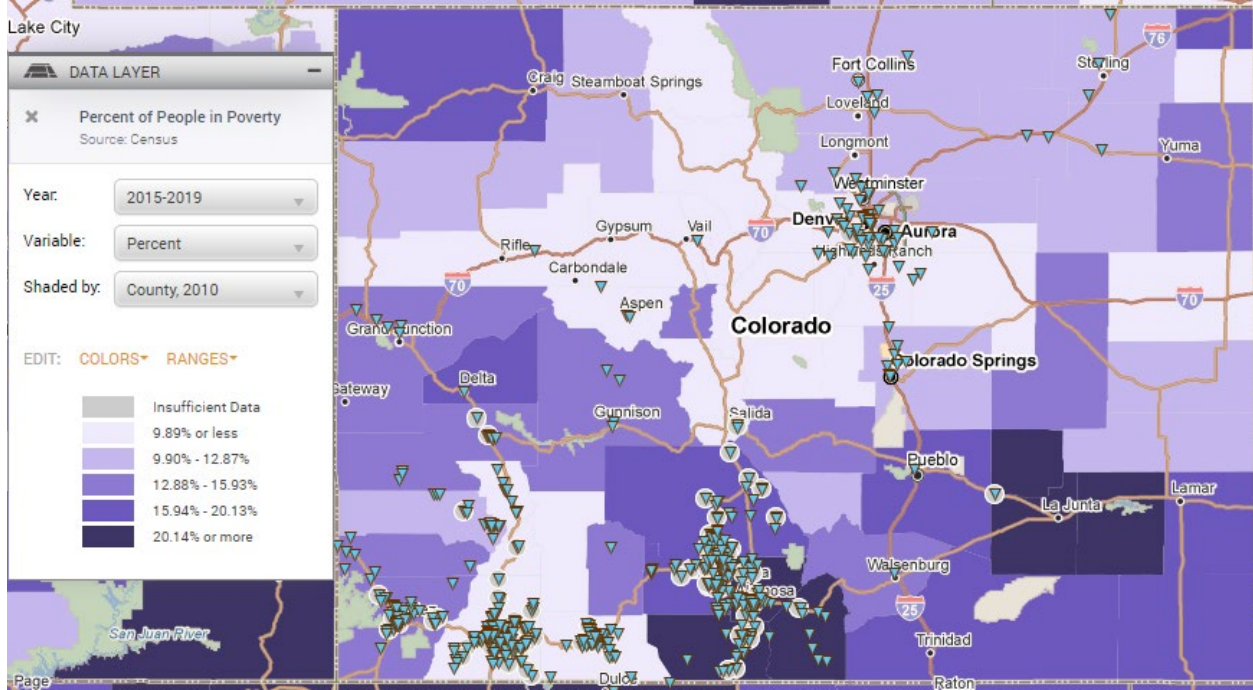 Lake City
DATA LAYER
Percent of People in Poverty
Source: Census
Year:
2015-2019
Variable:
Percent
Shaded by:
County, 2010
EDIT: COLORS RANGES
Insufficient Data
9.89% or less
9.90% - 12.87%
12.88% - 15.93%
15.94% - 20.13%
20.14% or more
San Juan River
Page
76
Fort Collins
Sterling
Craig
Steamboat Springs
Loveland
Longmont
Yuma
Westminster
Denv
Aurora
Gypsum
Vail
70
Rifle
Highlands Ranch
Carbondale
70
25
70
Aspen
Grand Junction
Colorado
Colorado Springs
Delta
Gateway
Gunnison
Salida
Pueblo
La Junta
Lamar
Walsenburg
25
Trinidad
Dulce
Raton